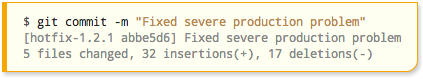 $ git commit -m "Fixed severe production problem"
[hotfix-1.2.1 abbe5d6] Fixed severe production problem
5 files changed, 32 insertions(+), 17 deletions(-)